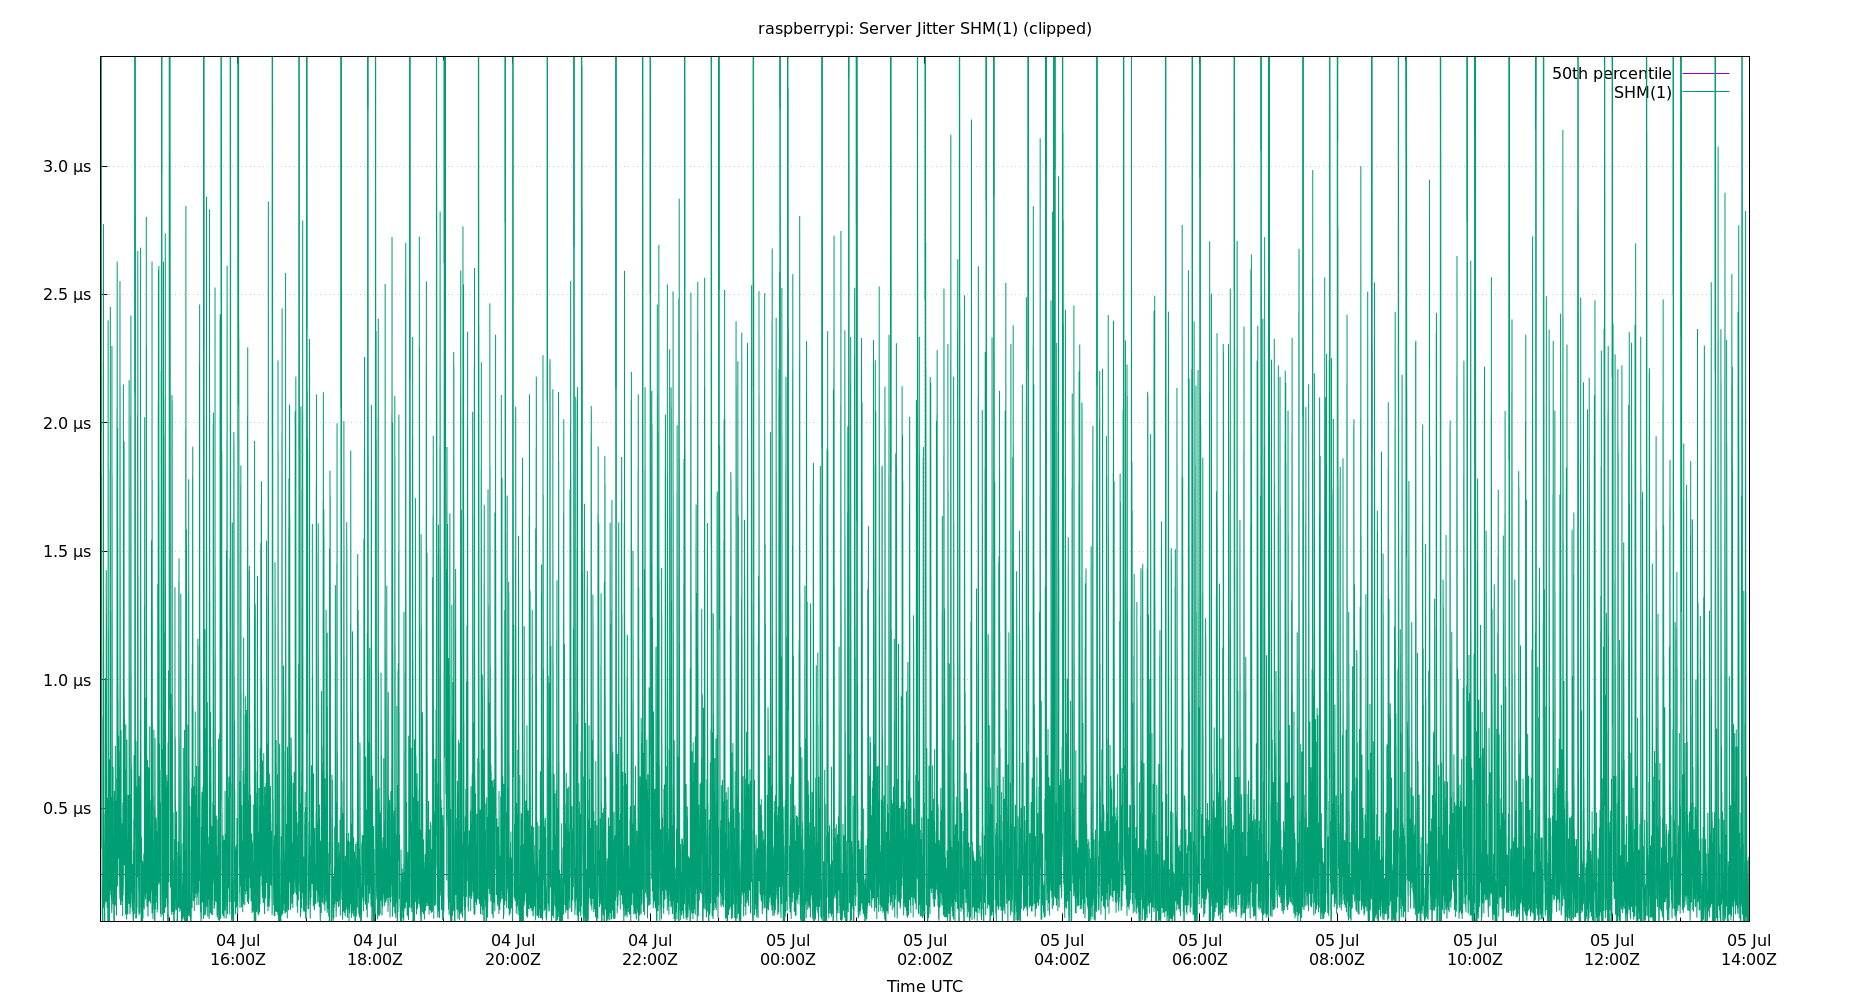 raspberrypi: Server Jitter SHM(1) (clipped)
50th percentile
SHM(1)
3.0 µs
2.5 µs
2.0 µs
1.5 µs
1.0 µs
0.5 µs
04 Jul 04 Jul 04 Jul 04 Jul 05 Jul 05 Jul 05 Jul 05 Jul 05 Jul 05 Jul 05 Jul 05 Jul
16:00Z 18:00Z 20:00Z 22:00Z 00:00Z 02:00Z 04:00Z 06:00Z 08:00Z 10:00Z 12:00Z 14:00Z
Time UTC